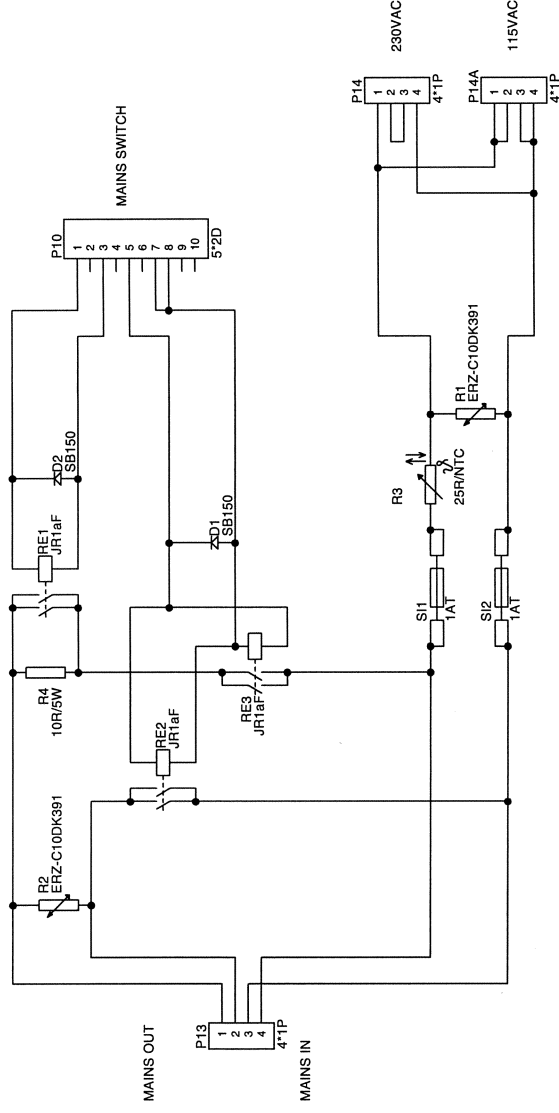 230VAC
115VAC
P14
1
2
3
4
4*1P
P14A
1
2
3
4
4*1P
MAINS SWITCH
P10
1
2
3
4
5
6
7
8
9
10
5*2D
R1
ERZ-C10DK391
D2
SB150
R3
25R/NTC
D1
SB150
RE1
JR1aF
SI1
1AT
SI2
1AT
R4
10R/5W
RE3
JR1aF
RE2
JR1aF
R2
ERZ-C10DK391
MAINS OUT
P13
1
2
3
4
4*1P
MAINS IN